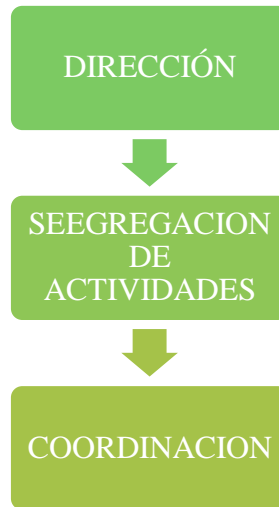 DIRECCIÓN
SEEGREGACION
DE
ACTIVIDADES
COORDINACION